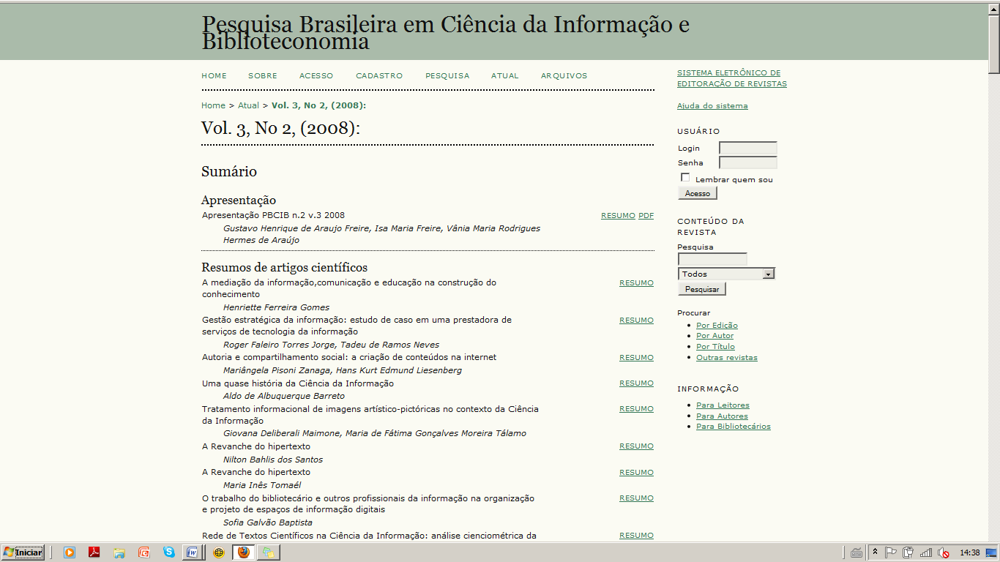 Pesquisa Brasileira em Ciência da Informação e
Biblioteconomia
HOME SOBRE ACESSO CADASTRO PESQUISA ATUAL ARQUIVOS
Home > Atual > Vol. 3, No 2, (2008):
Vol. 3, No 2, (2008):
Sumário
Apresentação
Apresentação PBCIB n.2 v.3 2008 RESUMO PDF
Gustavo Henrique de Araujo Freire, Isa Maria Freire, Vânia Maria Rodrigues
Hermes de Araújo
Resumos de artigos científicos
A mediação da informação,comunicação e educação na construção do RESUMO
conhecimento
Henriette Ferreira Gomes
Gestão estratégica da informação: estudo de caso em uma prestadora de RESUMO
serviços de tecnologia da informação
Roger Faleiro Torres Jorge, Tadeu de Ramos Neves
Autoria e compartilhamento social: a criação de conteúdos na internet RESUMO
Mariângela Pisoni Zanaga, Hans Kurt Edmund Liesenberg
Uma quase história da Ciência da Informação RESUMO
Aldo de Albuquerque Barreto
Tratamento informacional de imagens artístico-pictóricas no contexto da Ciência RESUMO
da Informação
Giovana Deliberali Maimone, Maria de Fátima Gonçalves Moreira Tálamo
A Revanche do hipertexto RESUMO
Nilton Bahlis dos Santos
A Revanche do hipertexto RESUMO
Maria Inês Tomaél
O trabalho do bibliotecário e outros profissionais da informação na organização RESUMO
e projeto de espaços de informação digitais
Sofia Galvão Baptista
Rede de Textos Científicos na Ciência da Informação: análise cienciométrica da RESUMO
SISTEMA ELETRÔNICO DE
EDITORAÇÃO DE REVISTAS
Ajuda do sistema
USUÁRIO
Login
Senha
Lembrar quem sou
Acesso
CONTEÚDO DA
REVISTA
Pesquisa
Todos
Pesquisar
Procurar
Por Edição
Por Autor
Por Título
Outras revistas
INFORMAÇÃO
Para Leitores
Para Autores
Para Bibliotecários
Iniciar 14:38